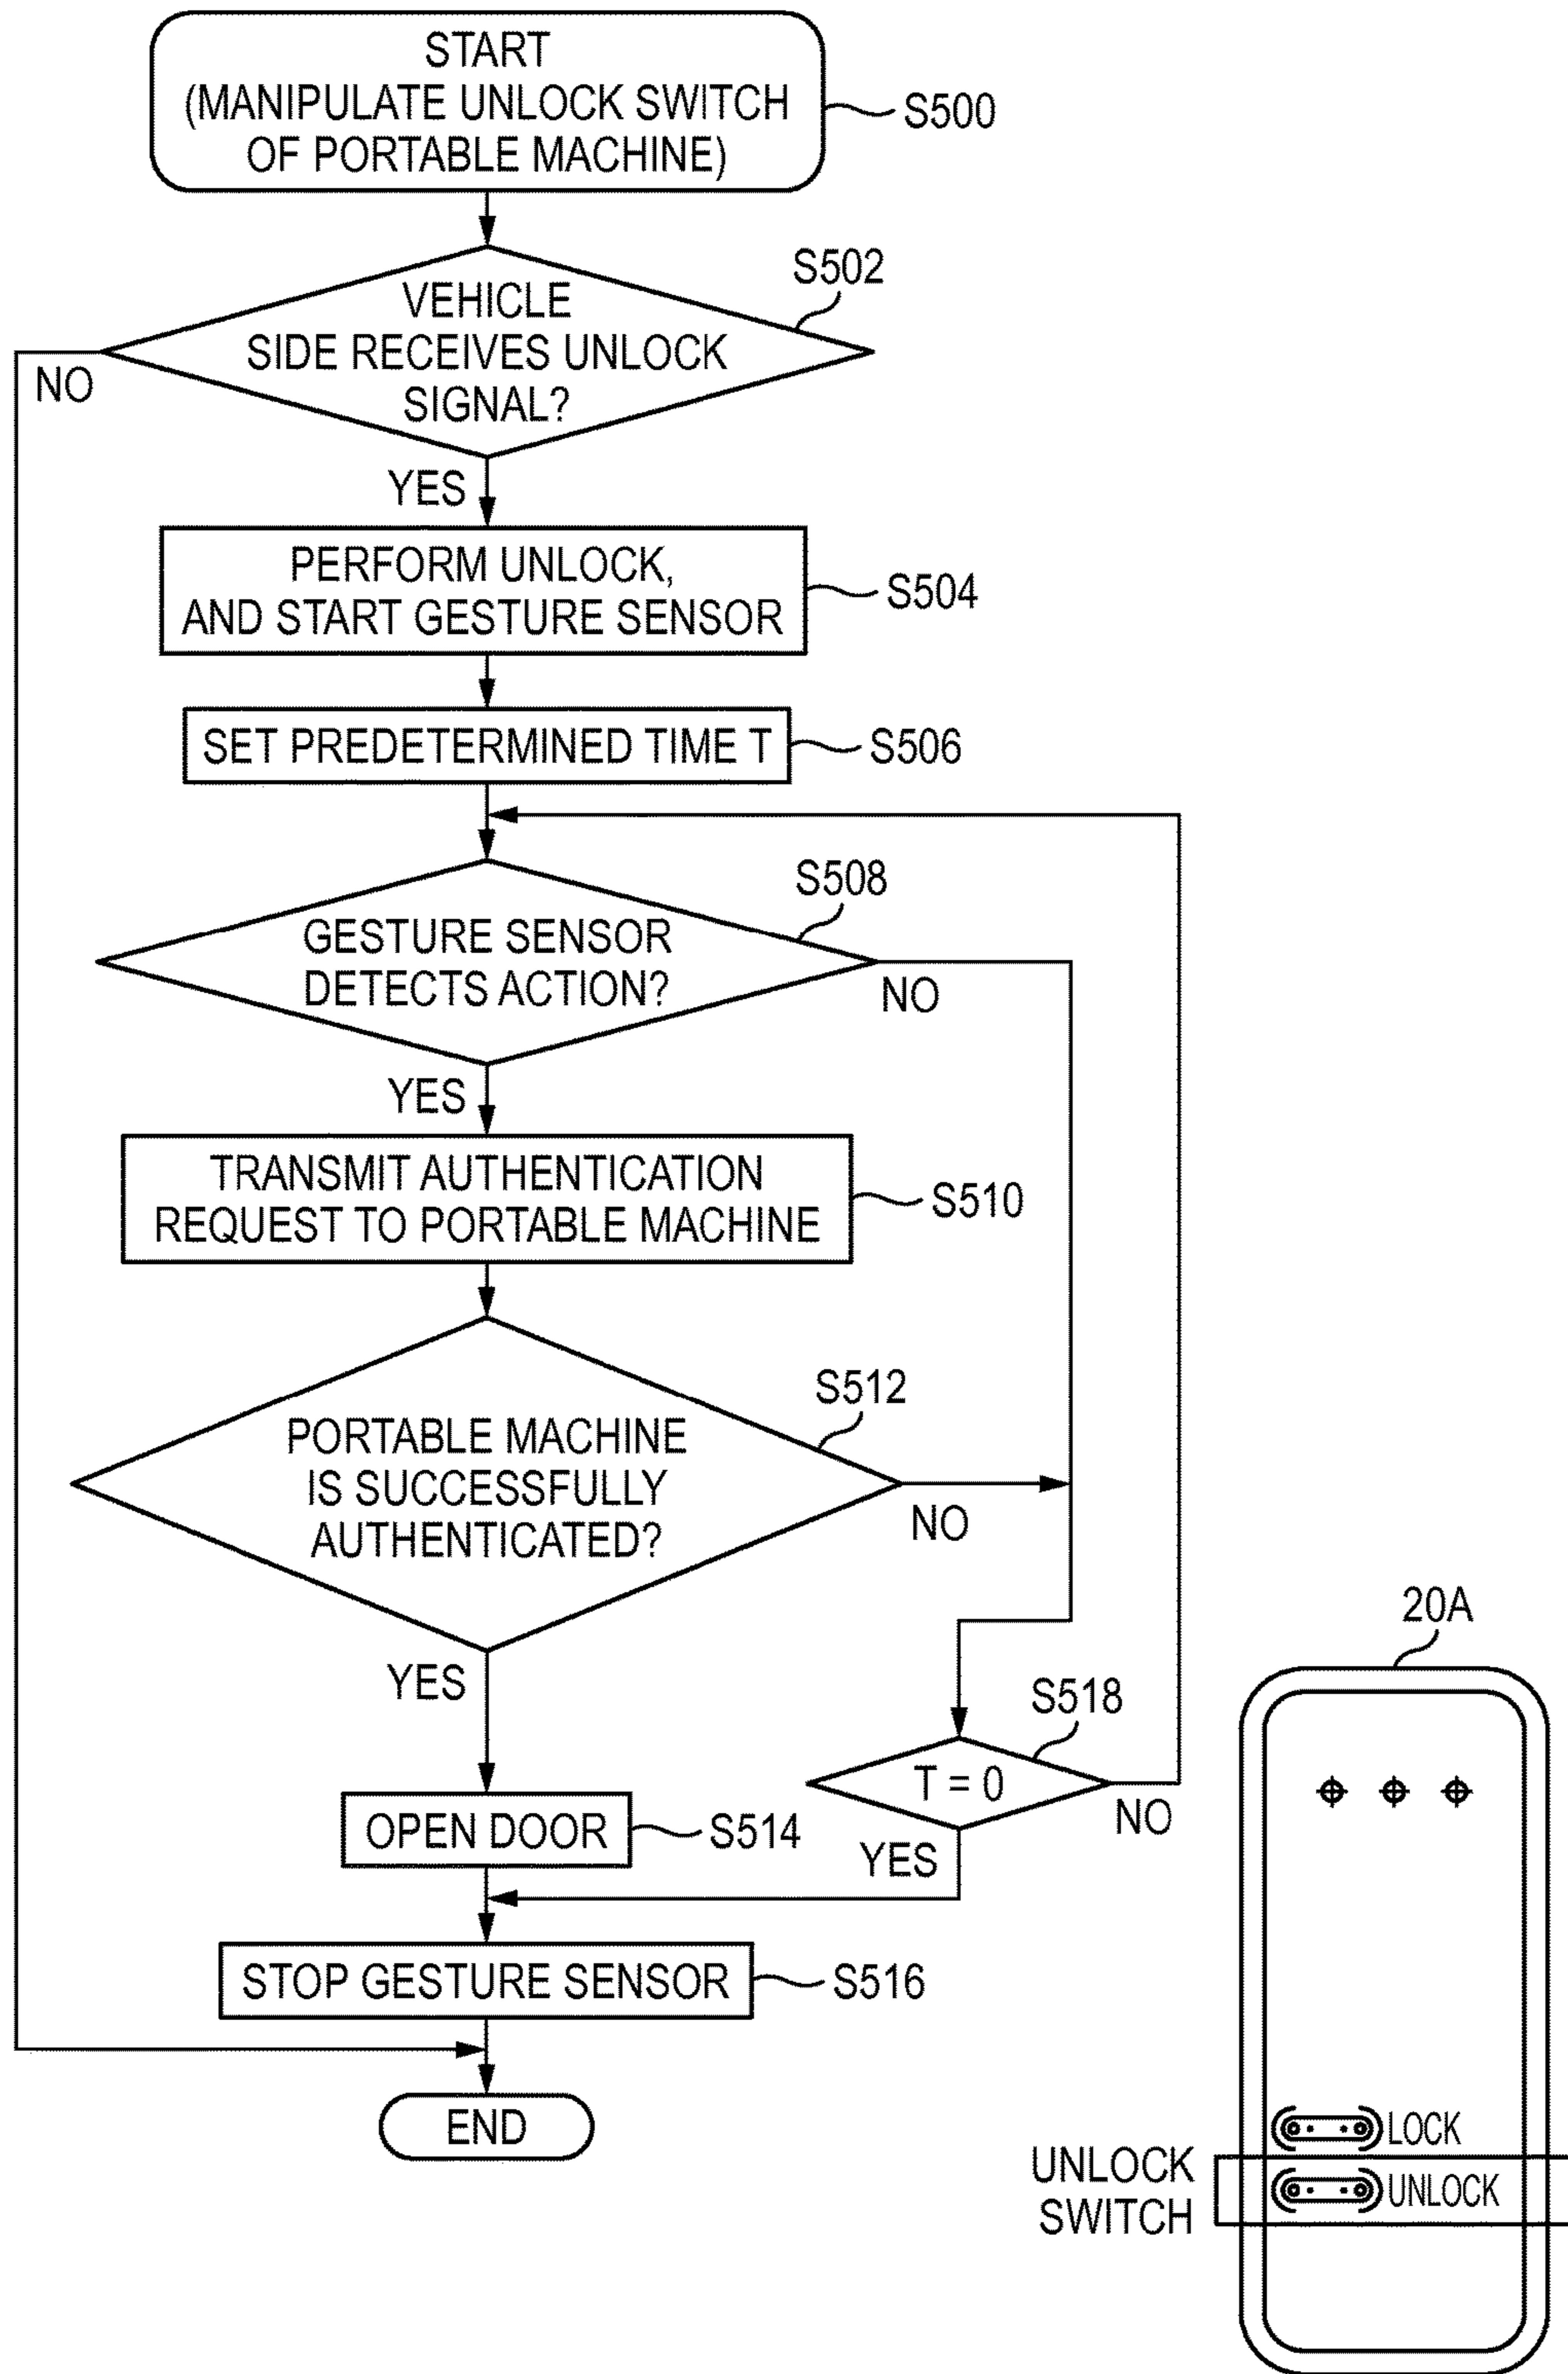 START
(MANIPULATE UNLOCK SWITCH
OF PORTABLE MACHINE)
S500
S502
VEHICLE
SIDE RECEIVES UNLOCK
SIGNAL?
NO
YES
PERFORM UNLOCK,
AND START GESTURE SENSOR
S504
SET PREDETERMINED TIME T
S506
S508
GESTURE SENSOR
DETECTS ACTION?
NO
YES
TRANSMIT AUTHENTICATION
REQUEST TO PORTABLE MACHINE
S510
S512
PORTABLE MACHINE
IS SUCCESSFULLY
AUTHENTICATED?
NO
YES
S518
T = 0
NO
YES
OPEN DOOR
S514
STOP GESTURE SENSOR
S516
END
20A
LOCK
UNLOCK
UNLOCK
SWITCH